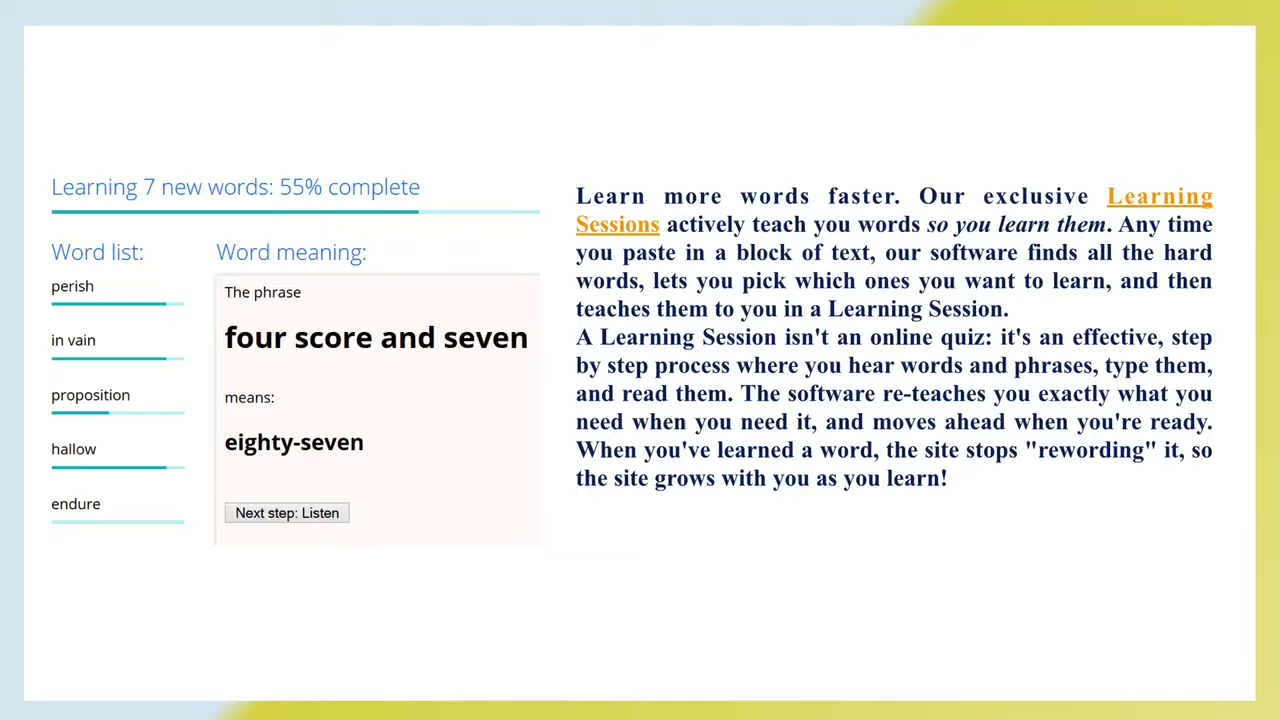 Learning 7 new words: 55% complete
Word list:
perish
in vain
proposition
hallow
endure
Word meaning:
The phrase
four score and seven
means:
eighty-seven
Next step: Listen
Learn more words faster. Our exclusive Learning
Sessions actively teach you words so you learn them. Any time
you paste in a block of text, our software finds all the hard
words, lets you pick which ones you want to learn, and then
teaches them to you in a Learning Session.
A Learning Session isn't an online quiz: it's an effective, step
by step process where you hear words and phrases, type them,
and read them. The software re-teaches you exactly what you
need when you need it, and moves ahead when you're ready.
When you've learned a word, the site stops "rewording" it, so
the site grows with you as you learn!